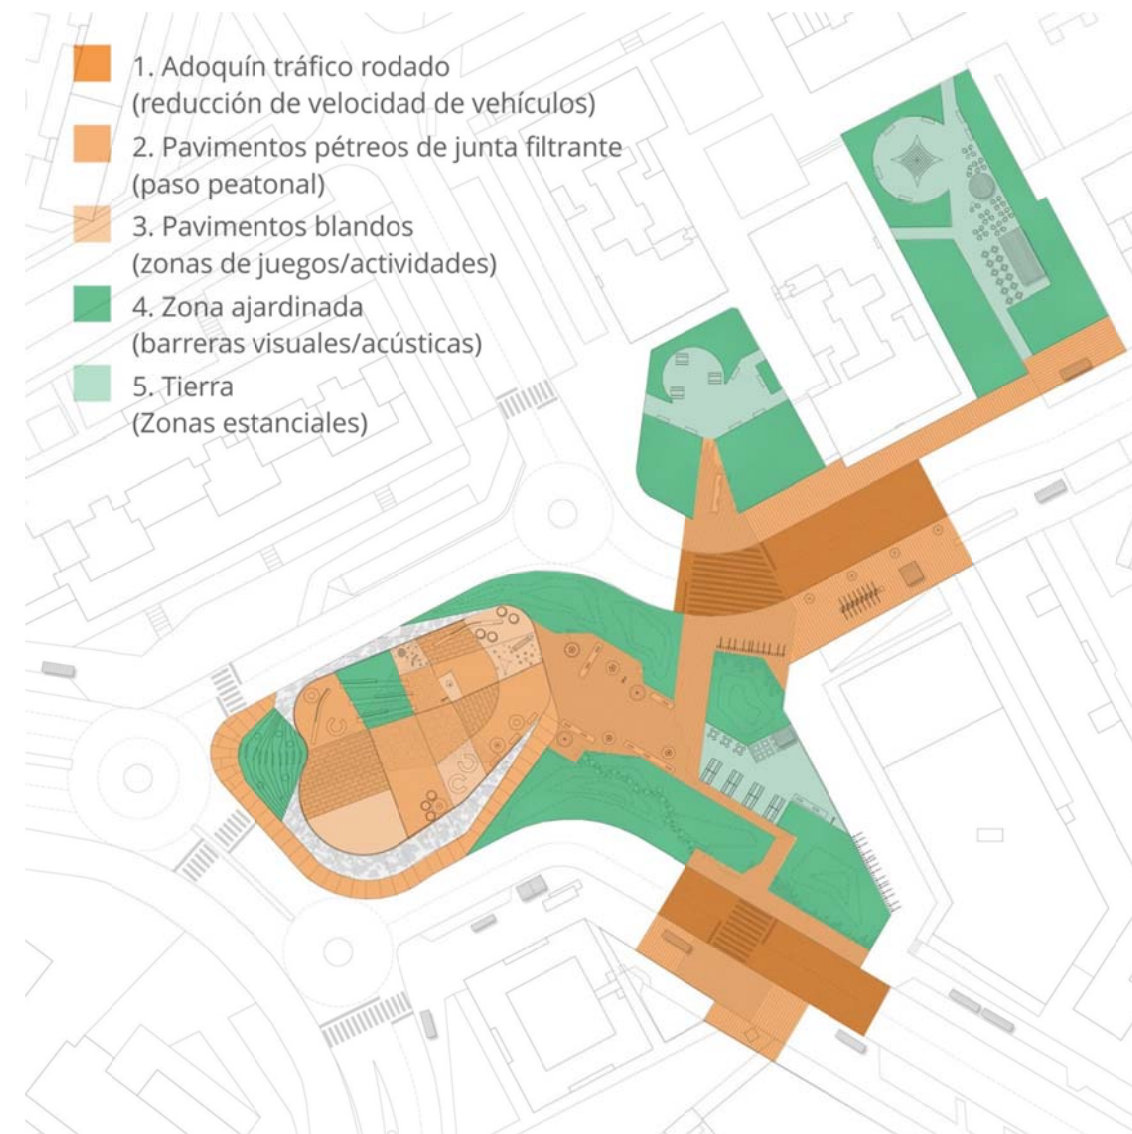 1. Adoquín tráfico rodado
(reducción de velocidad de vehículos)
2. Pavimentos pétreos de junta filtrante
(paso peatonal)
3. Pavimentos blandos
(zonas de juegos/actividades)
4. Zona ajardinada
(barreras visuales/acústicas)
5. Tierra
(Zonas estanciales)